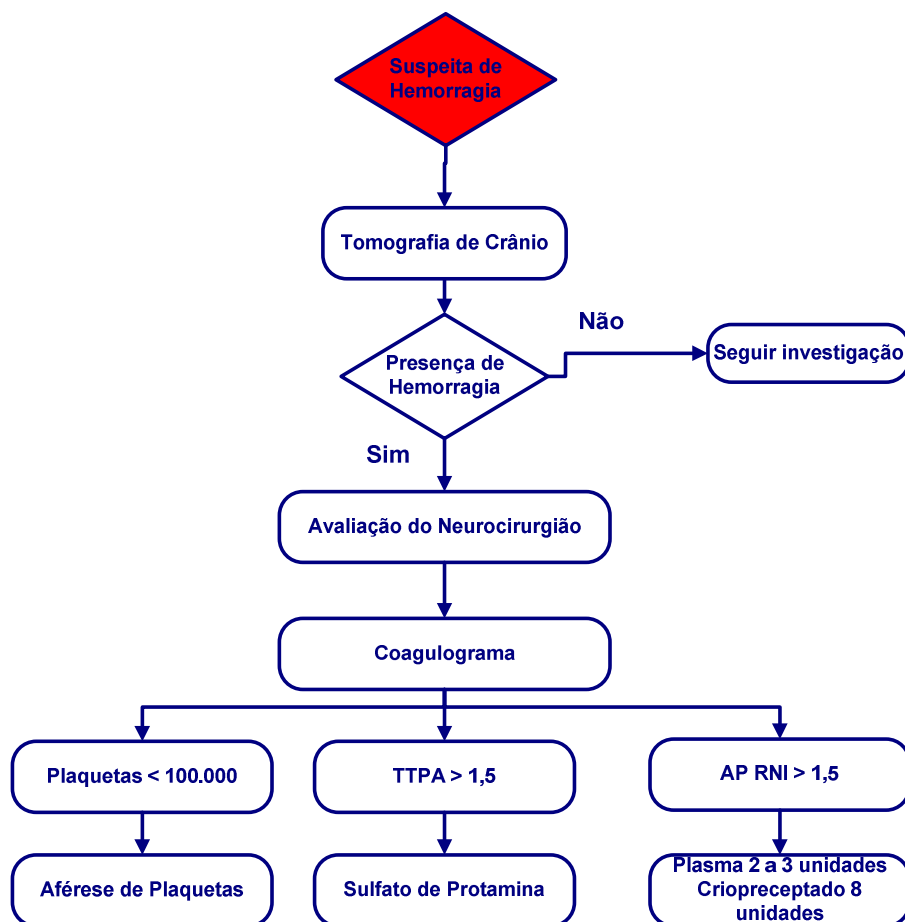 Suspeita de
Hemorragia
Tomografia de Crânio
Não
Presença de
Hemorragia
Seguir investigação
Sim
Avaliação do Neurocirurgião
Coagulograma
Plaquetas < 100.000
TTPA > 1,5
AP RNI > 1,5
Aférese de Plaquetas
Sulfato de Protamina
Plasma 2 a 3 unidades
Criopreceptado 8
unidades